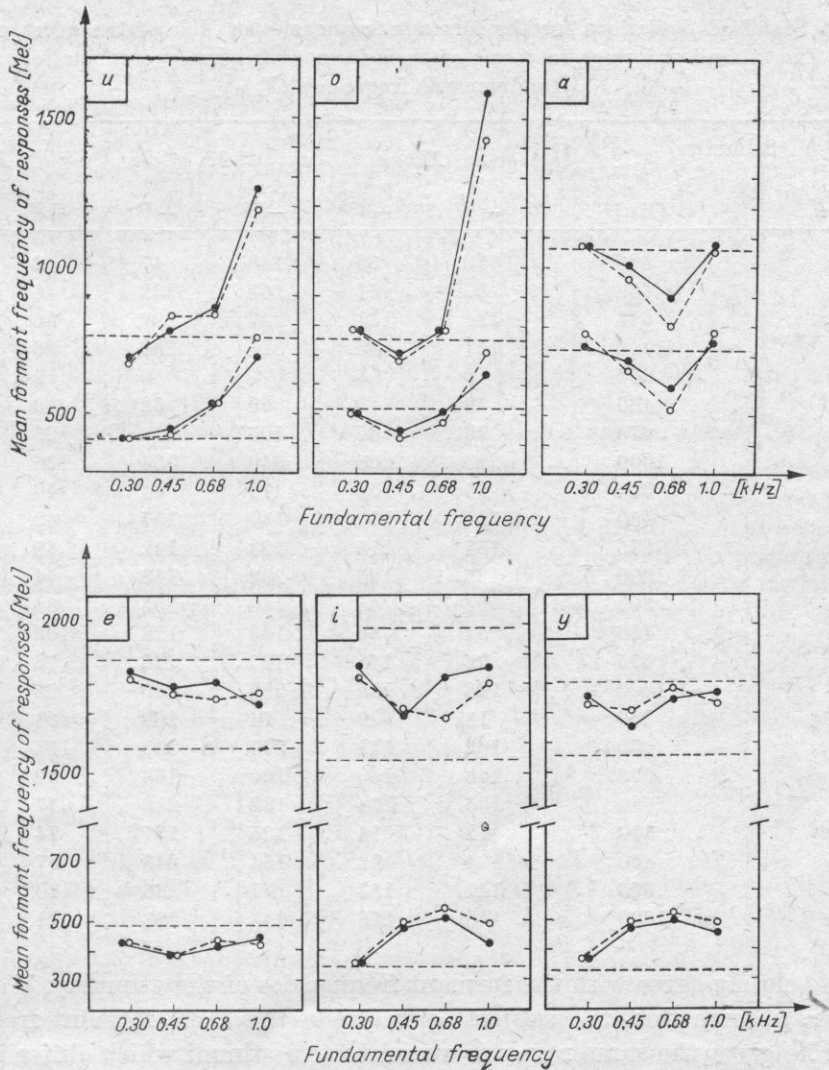 Mean formant frequency of responses [Mel]
u
o
a
1500
1000
500
0.30 0.45 0.68 1.0
0.30 0.45 0.68 1.0
0.30 0.45 0.68 1.0 [kHz]
Fundamental frequency
Mean formant frequency of responses [Mel]
e
i
y
2000
1500
700
500
300
0.30 0.45 0.68 1.0
0.30 0.45 0.68 1.0
0.30 0.45 0.68 1.0 [kHz]
Fundamental frequency